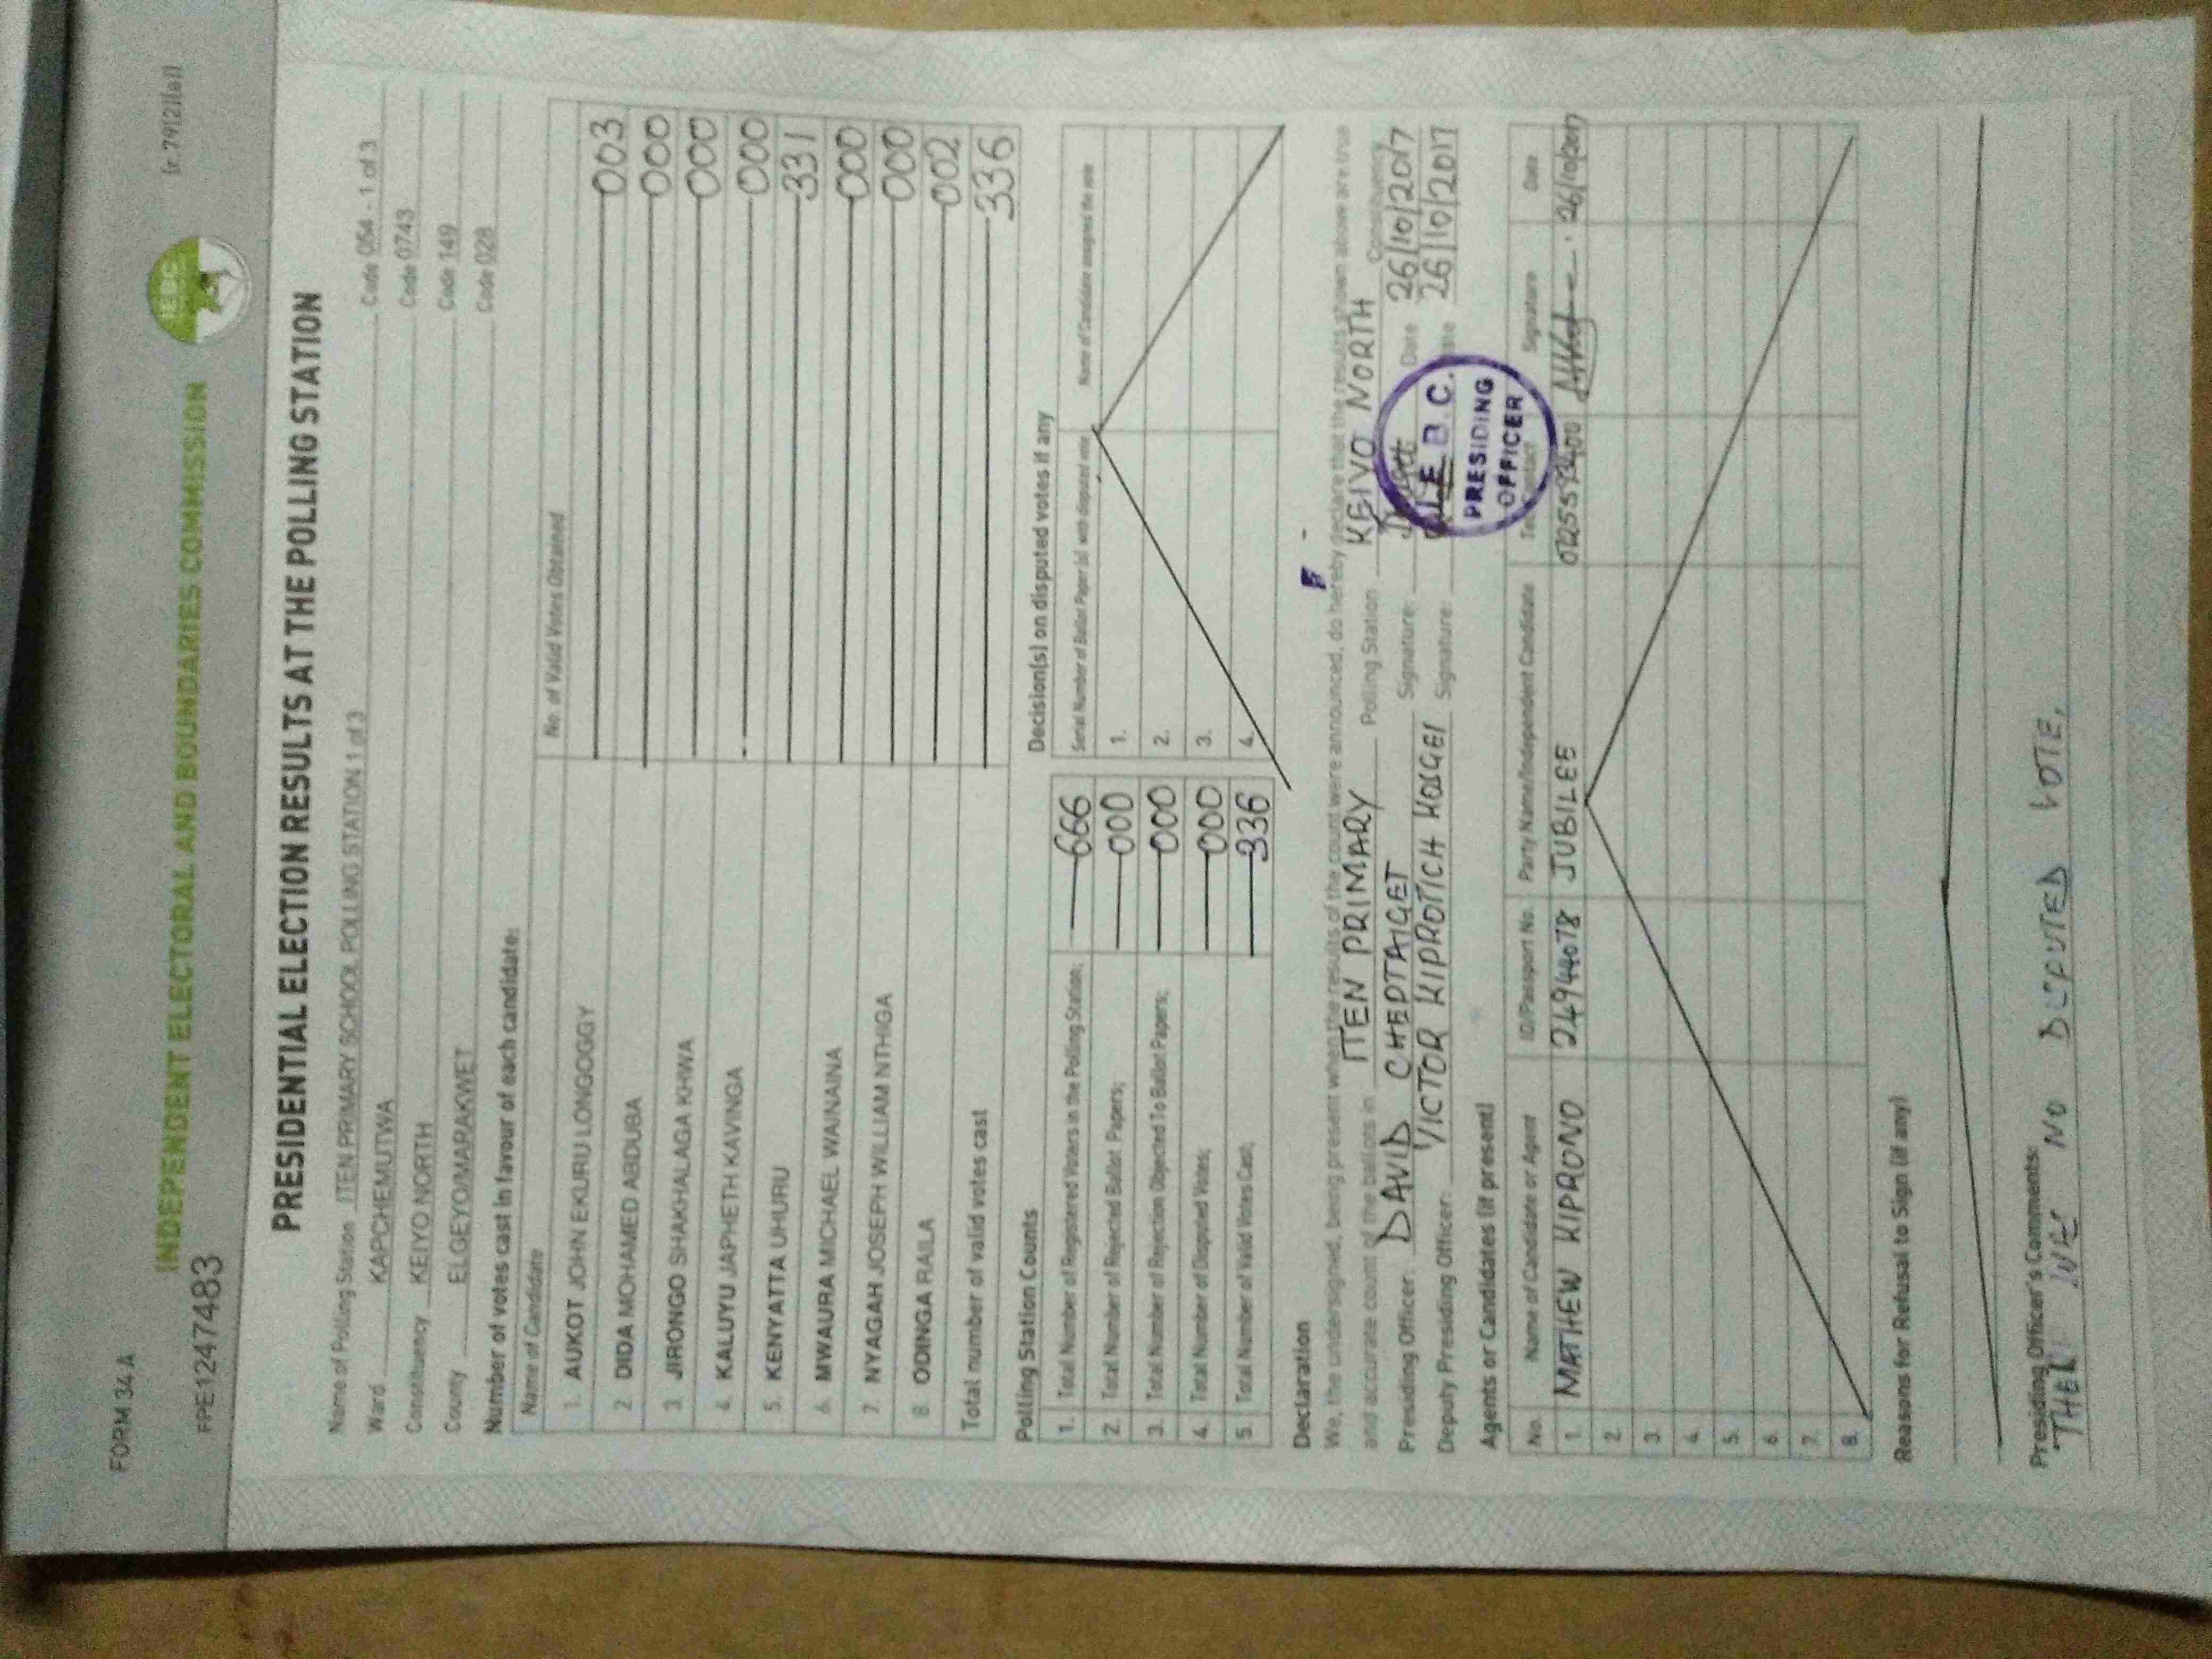 FORM 34 A
fr 79(2)(a)
INDEPENDENT ELECTORAL AND BOUNDARIES COMMISSION
IEBC
FPE1247483
PRESIDENTIAL ELECTION RESULTS AT THE POLLING STATION
Name of Polling Station ITEN PRIMARY SCHOOL POLLING STATION 1 of 3 Code 054 - 1 of 3
Ward KAPCHEMUTWA Code 0743
Constituency KEIYO NORTH Code 149
County ELGEYO/MARAKWET Code 028
Number of votes cast in favour of each candidate:
Name of Candidate No. of Valid Votes Obtained
1. AUKOT JOHN EKURU LONGOGGY 003
2 DIDA MOHAMED ABDUBA 000
3. JIRONGO SHAKHALAGA KHWA 000
4. KALUYU JAPHETH KAVINGA 000
5. KENYATTA UHURU 331
6. MWAURA MICHAEL WAINAINA 000
7. NYAGAH JOSEPH WILLIAM NTHIGA 000
8. ODINGA RAILA 002
Total number of valid votes cast 336
Polling Station Counts
1. Total Number of Registered Voters in the Polling Station; 666
2. Total Number of Rejected Ballot Papers; 000
3. Total Number of Rejection Objected To Ballot Papers; 000
4. Total Number of Disputed Votes; 000
5. Total Number of Valid Votes Cast; 336
Decision(s) on disputed votes if any
Serial Number of Ballot Paper (s) with disputed vote Name of Candidate assigned the vote
1.
2.
3.
4.
Declaration
We, the undersigned, being present when the results of the count were announced, do hereby declare that the results shown above are true
and accurate count of the ballots in ITEN PRIMARY Polling Station KEIYO NORTH Constituency
Presiding Officer: DAVID CHEPTAIGET Signature: Date 26/10/2017
Deputy Presiding Officer: VICTOR KIPROTICH KOSGEI Signature: Date 26/10/2017
I.E.B.C.
PRESIDING
OFFICER
Agents or Candidates (if present)
No. Name of Candidate or Agent ID/Passport No. Party Name/Independent Candidate Tel. Contact Signature Date
1. MATHEW KIPRONO 24944078 JUBILEE 26/10/2017
2
3.
4.
5.
6
7.
8.
Reasons for Refusal to Sign (if any)
Presiding Officer's Comments:
NO VOTE.